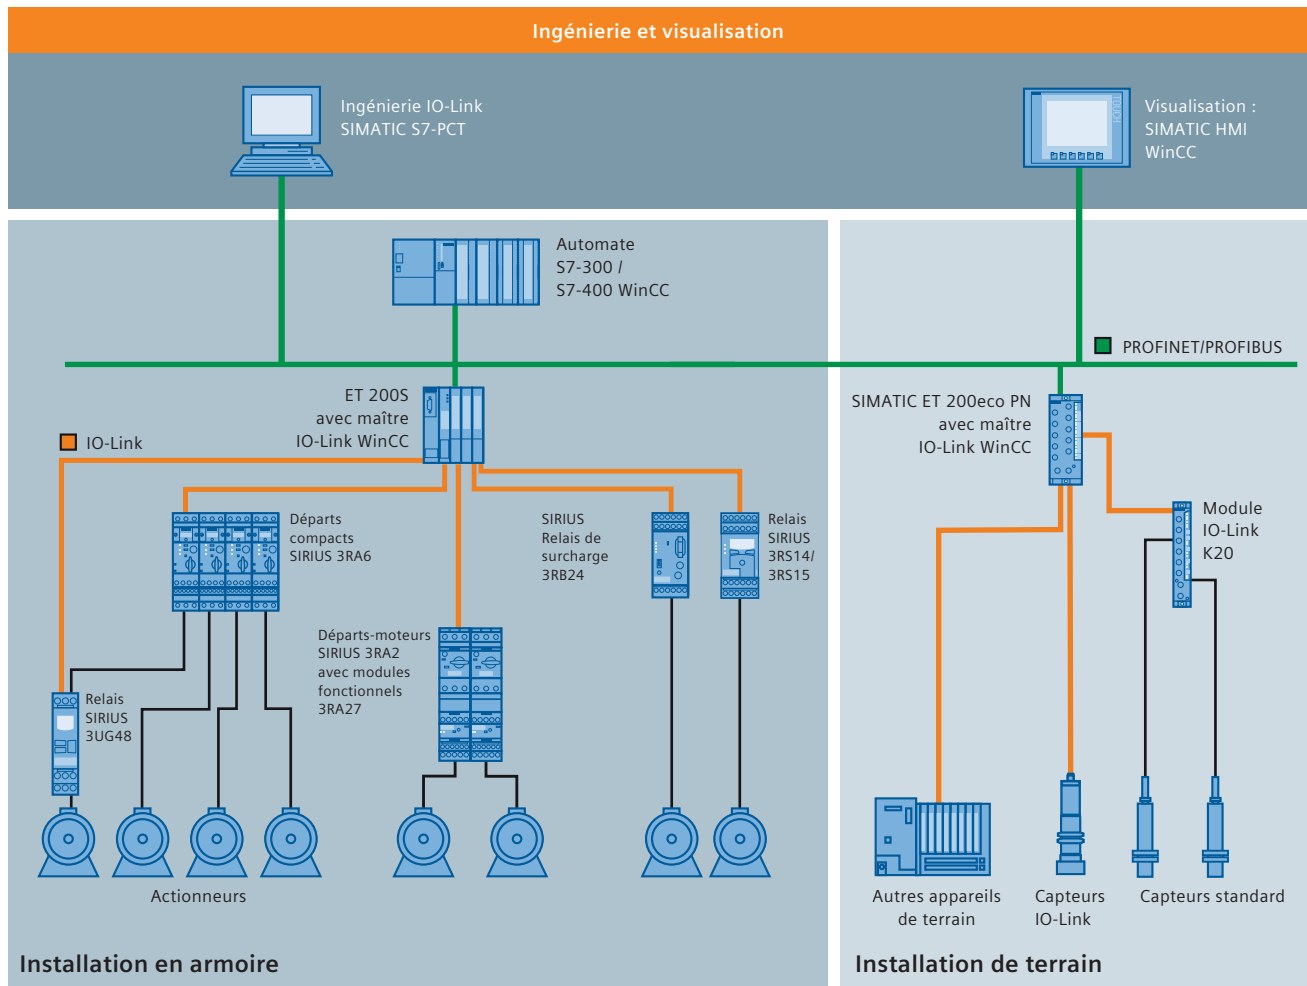 Ingénierie et visualisation
Ingénierie IO-Link
SIMATIC S7-PCT
Visualisation :
SIMATIC HMI
WinCC
Automate
S7-300 /
S7-400 WinCC
PROFINET/PROFIBUS
ET 200S
avec maître
IO-Link WinCC
IO-Link
SIMATIC ET 200eco PN
avec maître
IO-Link WinCC
Départs
compacts
SIRIUS 3RA6
SIRIUS
Relais de
surcharge
3RB24
Relais
SIRIUS
3RS14/
3RS15
Module
IO-Link
K20
Départs-moteurs
SIRIUS 3RA2
avec modules
fonctionnels
3RA27
Relais
SIRIUS
3UG48
Actionneurs
Autres appareils
de terrain
Capteurs
IO-Link
Capteurs standard
Installation en armoire
Installation de terrain